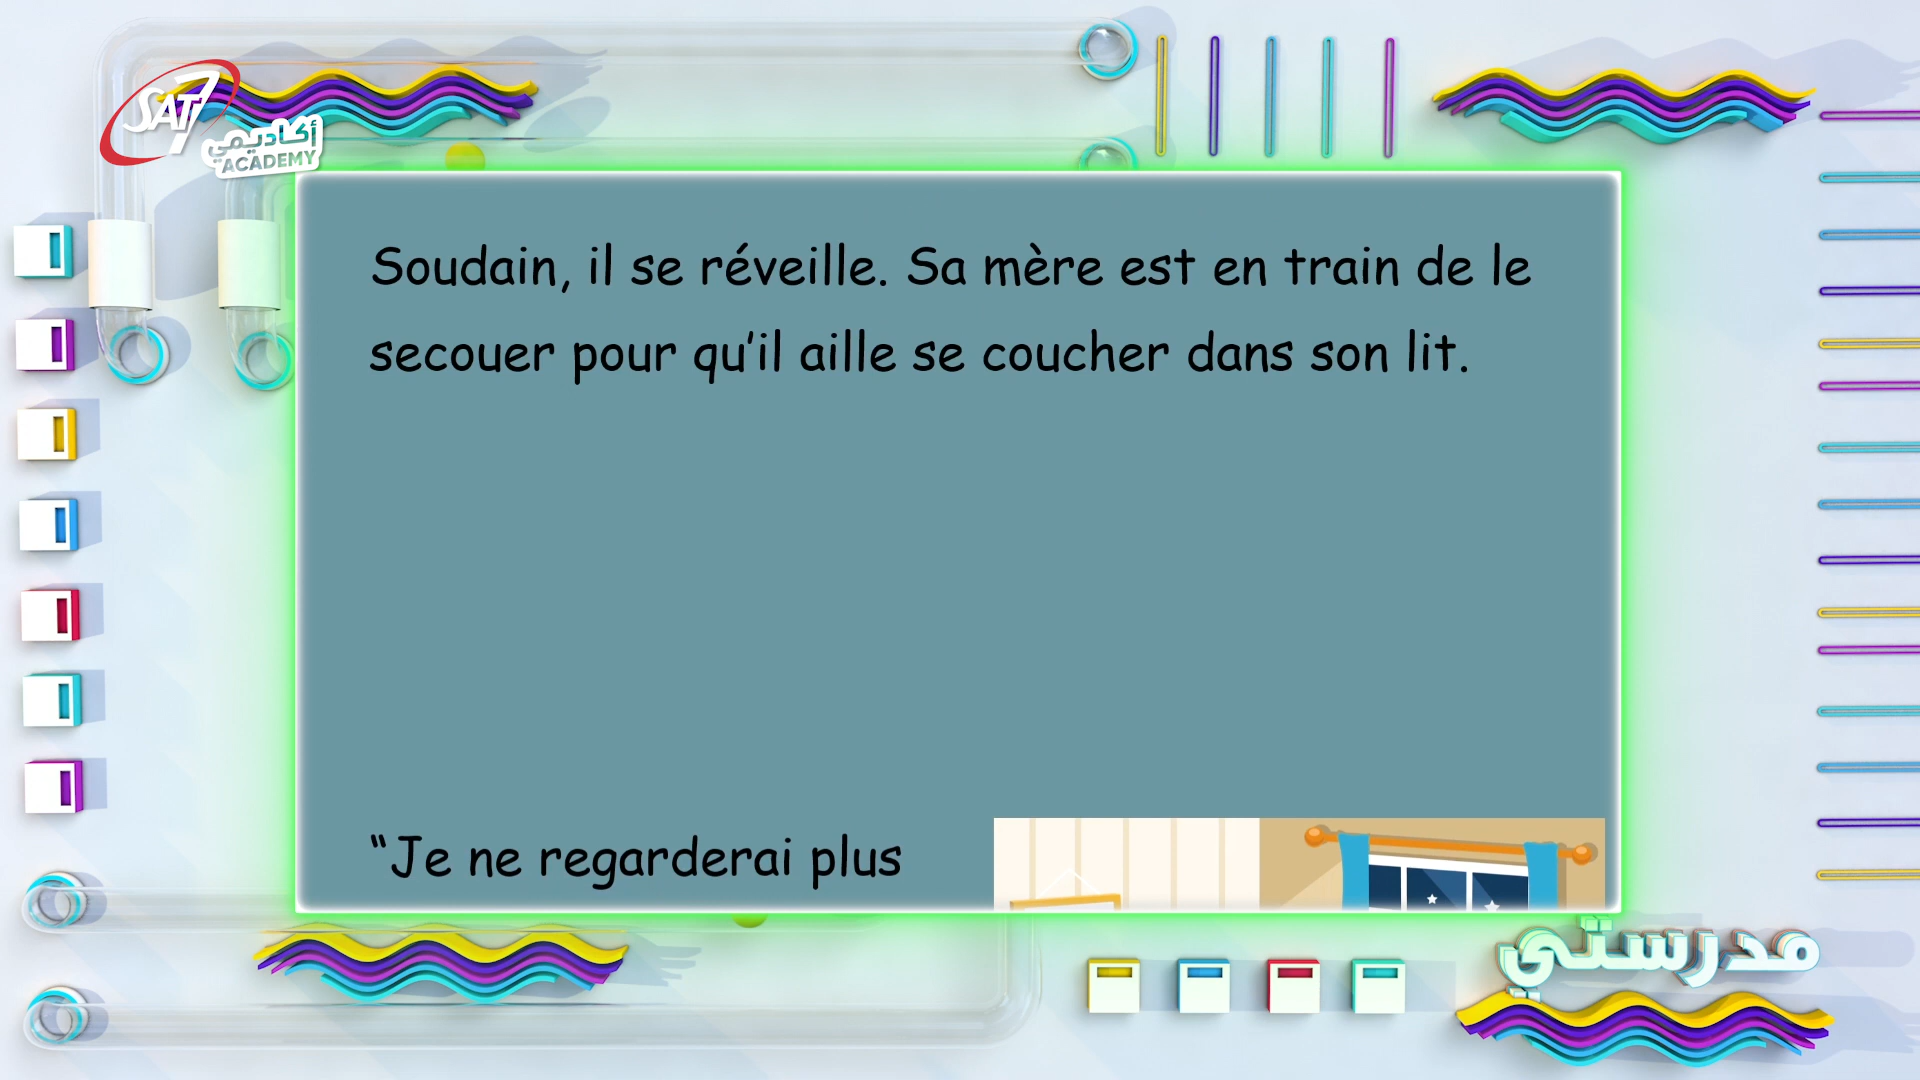 SAT7
أكاديمي
ACADEMY
Soudain, il se réveille. Sa mère est en train de le
secouer pour qu'il aille se coucher dans son lit.
“Je ne regarderai plus
مدرستي